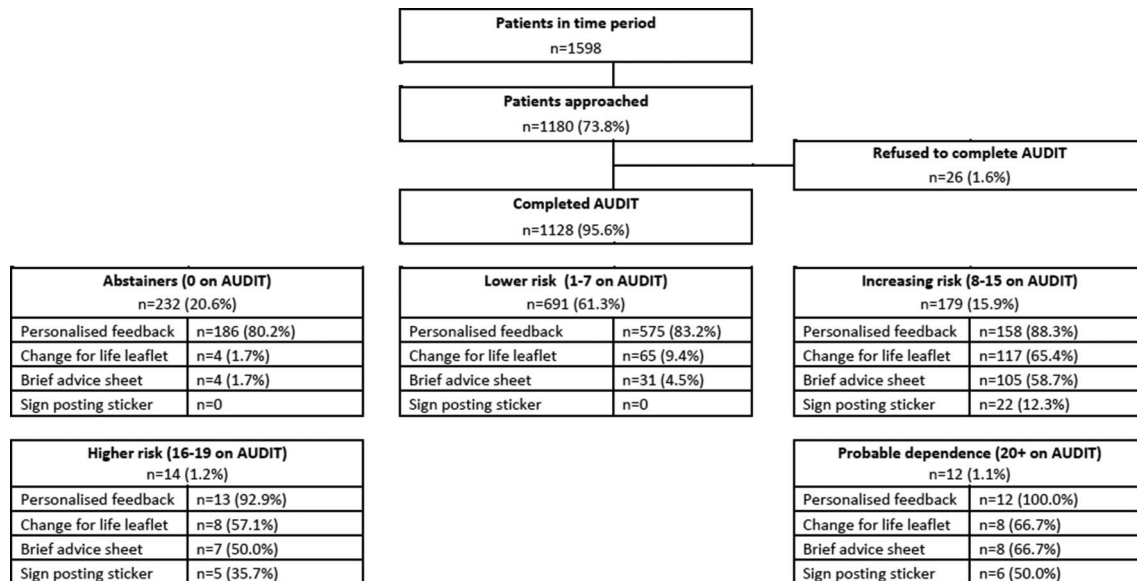 Patients in time period
n=1598
Patients approached
n=1180 (73.8%)
Refused to complete AUDIT
n=26 (1.6%)
Completed AUDIT
n=1128 (95.6%)
Abstainers (0 on AUDIT)
n=232 (20.6%)
Personalised feedback n=186 (80.2%)
Change for life leaflet n=4 (1.7%)
Brief advice sheet n=4 (1.7%)
Sign posting sticker n=0
Lower risk (1-7 on AUDIT)
n=691 (61.3%)
Personalised feedback n=575 (83.2%)
Change for life leaflet n=65 (9.4%)
Brief advice sheet n=31 (4.5%)
Sign posting sticker n=0
Increasing risk (8-15 on AUDIT)
n=179 (15.9%)
Personalised feedback n=158 (88.3%)
Change for life leaflet n=117 (65.4%)
Brief advice sheet n=105 (58.7%)
Sign posting sticker n=22 (12.3%)
Higher risk (16-19 on AUDIT)
n=14 (1.2%)
Personalised feedback n=13 (92.9%)
Change for life leaflet n=8 (57.1%)
Brief advice sheet n=7 (50.0%)
Sign posting sticker n=5 (35.7%)
Probable dependence (20+ on AUDIT)
n=12 (1.1%)
Personalised feedback n=12 (100.0%)
Change for life leaflet n=8 (66.7%)
Brief advice sheet n=8 (66.7%)
Sign posting sticker n=6 (50.0%)